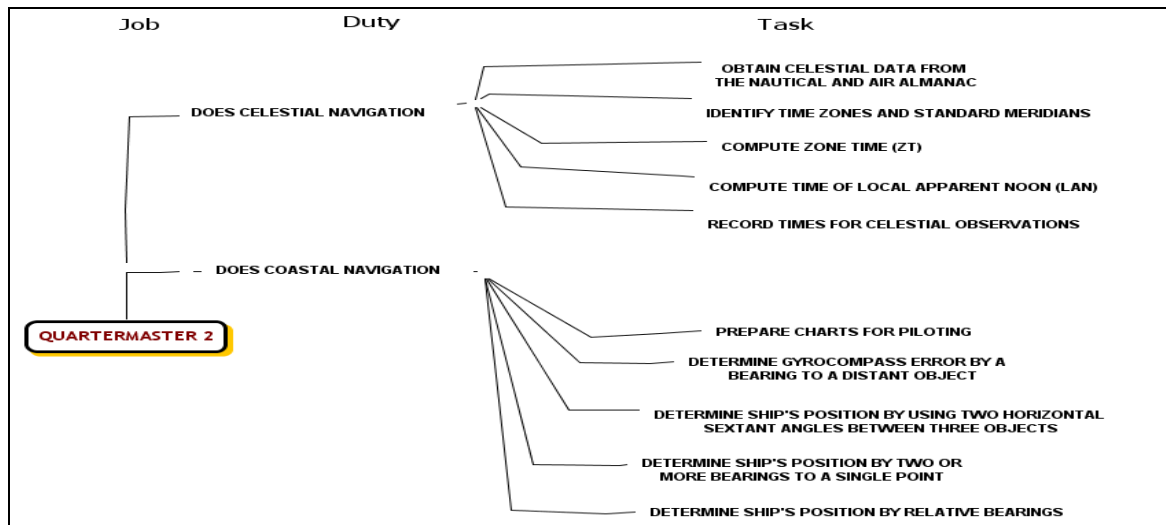 Job Duty Task
OBTAIN CELESTIAL DATA FROM
THE NAUTICAL AND AIR ALMANAC
DOES CELESTIAL NAVIGATION
IDENTIFY TIME ZONES AND STANDARD MERIDIANS
COMPUTE ZONE TIME (ZT)
COMPUTE TIME OF LOCAL APPARENT NOON (LAN)
RECORD TIMES FOR CELESTIAL OBSERVATIONS
DOES COASTAL NAVIGATION
QUARTERMASTER 2
PREPARE CHARTS FOR PILOTING
DETERMINE GYROCOMPASS ERROR BY A
BEARING TO A DISTANT OBJECT
DETERMINE SHIP'S POSITION BY USING TWO HORIZONTAL
SEXTANT ANGLES BETWEEN THREE OBJECTS
DETERMINE SHIP'S POSITION BY TWO OR
MORE BEARINGS TO A SINGLE POINT
DETERMINE SHIP'S POSITION BY RELATIVE BEARINGS